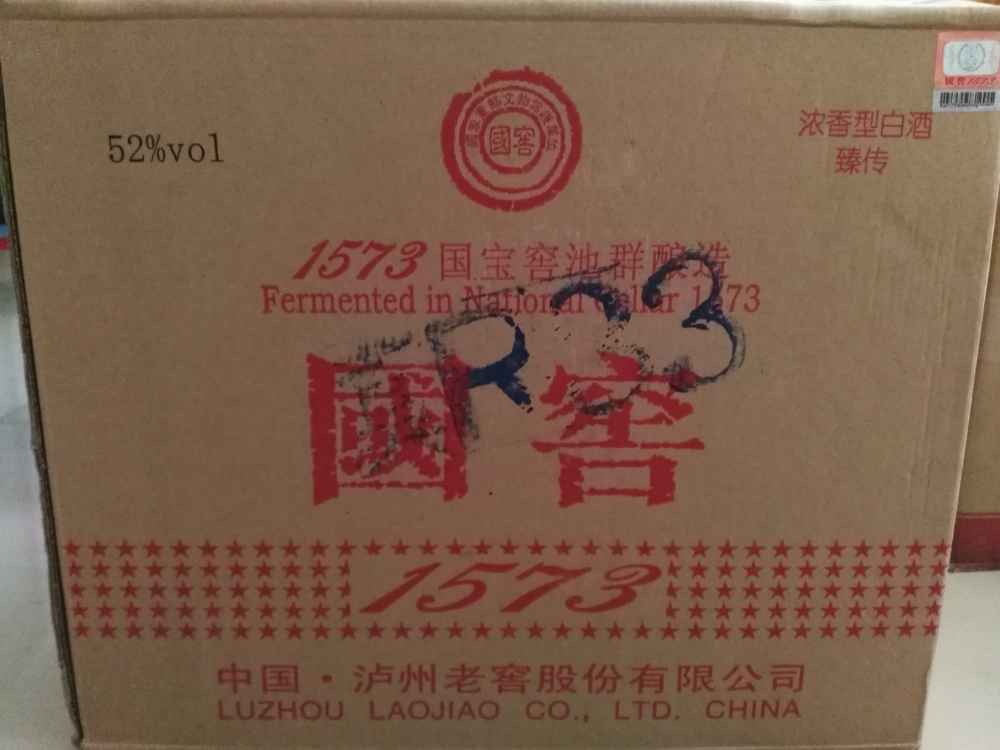 國窖
52%vol
浓香型白酒
臻传
1573 国宝窖池群酿造
Fermented in National Cellar 1573
國窖
1573
中国·泸州老窖股份有限公司
LUZHOU LAOJIAO CO., LTD. CHINA